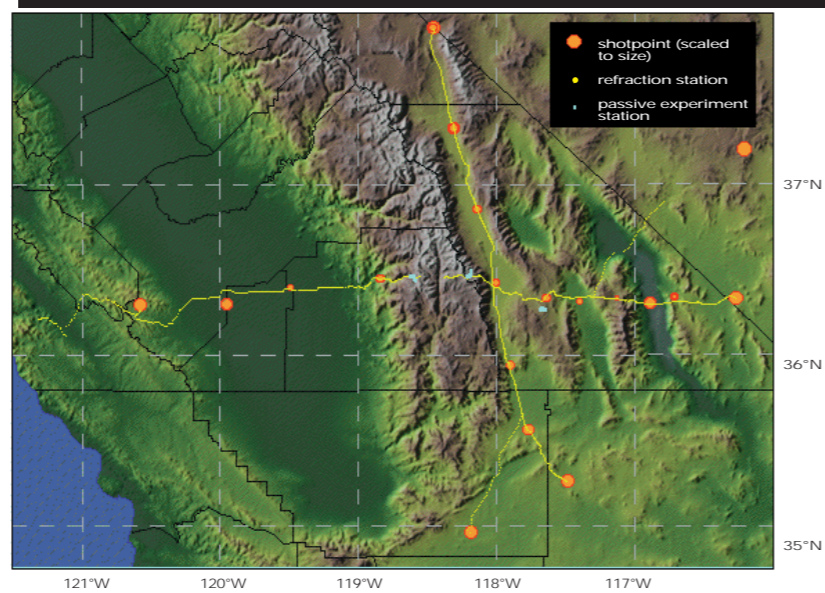 shotpoint (scaled
to size)
refraction station
passive experiment
station
37°N
36°N
35°N
121°W
120°W
119°W
118°W
117°W